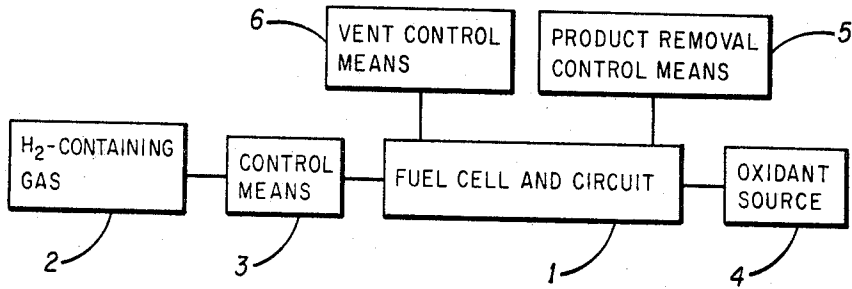 6
VENT CONTROL
MEANS
PRODUCT REMOVAL
CONTROL MEANS
5
H₂-CONTAINING
GAS
CONTROL
MEANS
FUEL CELL AND CIRCUIT
OXIDANT
SOURCE
2
3
1
4